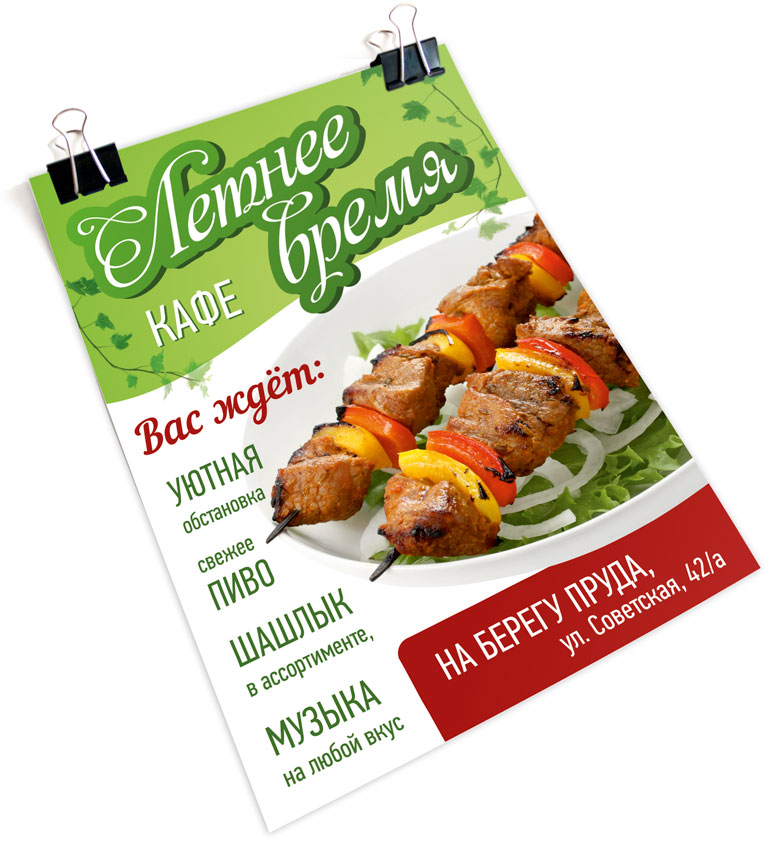 Летнее
время
КАФЕ
Вас ждёт:
УЮТНАЯ
обстановка
свежее
ПИВО
ШАШЛЫК
в ассортименте,
МУЗЫКА
на любой вкус
НА БЕРЕГУ ПРУДА,
ул. Советская, 42/а